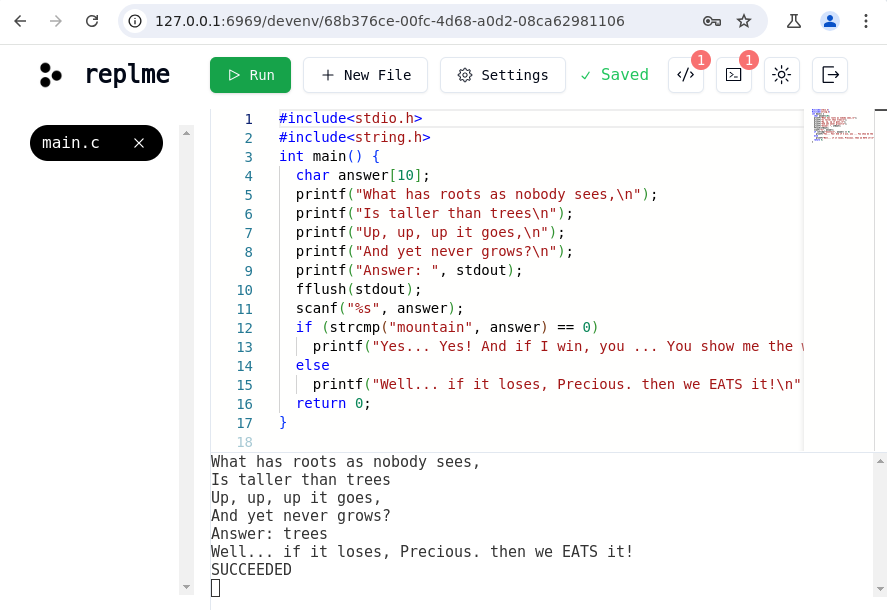 127.0.0.1:6969/devenv/68b376ce-00fc-4d68-a0d2-08ca62981106
replme
Run
New File
Settings
Saved
1
1
main.c
1 #include<stdio.h>
2 #include<string.h>
3 int main() {
4 char answer[10];
5 printf("What has roots as nobody sees,\n");
6 printf("Is taller than trees\n");
7 printf("Up, up, up it goes,\n");
8 printf("And yet never grows?\n");
9 printf("Answer: ", stdout);
10 fflush(stdout);
11 scanf("%s", answer);
12 if (strcmp("mountain", answer) == 0)
13 printf("Yes... Yes! And if I win, you ... You show me the
14 else
15 printf("Well... if it loses, Precious. then we EATS it!\n"
16 return 0;
17 }
18
What has roots as nobody sees,
Is taller than trees
Up, up, up it goes,
And yet never grows?
Answer: trees
Well... if it loses, Precious. then we EATS it!
SUCCEEDED